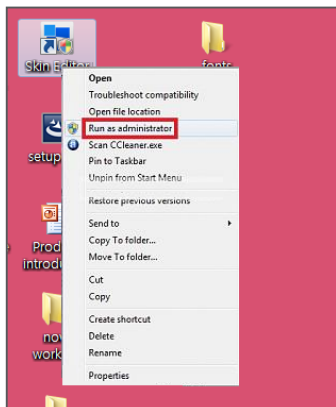 Skin Editor
fonts
Open
Troubleshoot compatibility
Open file location
Run as administrator
Scan CCleaner.exe
Pin to Taskbar
Unpin from Start Menu
Restore previous versions
Send to
Copy To folder...
Move To folder...
Cut
Copy
Create shortcut
Delete
Rename
Properties
setup
Prod
introd
no
work